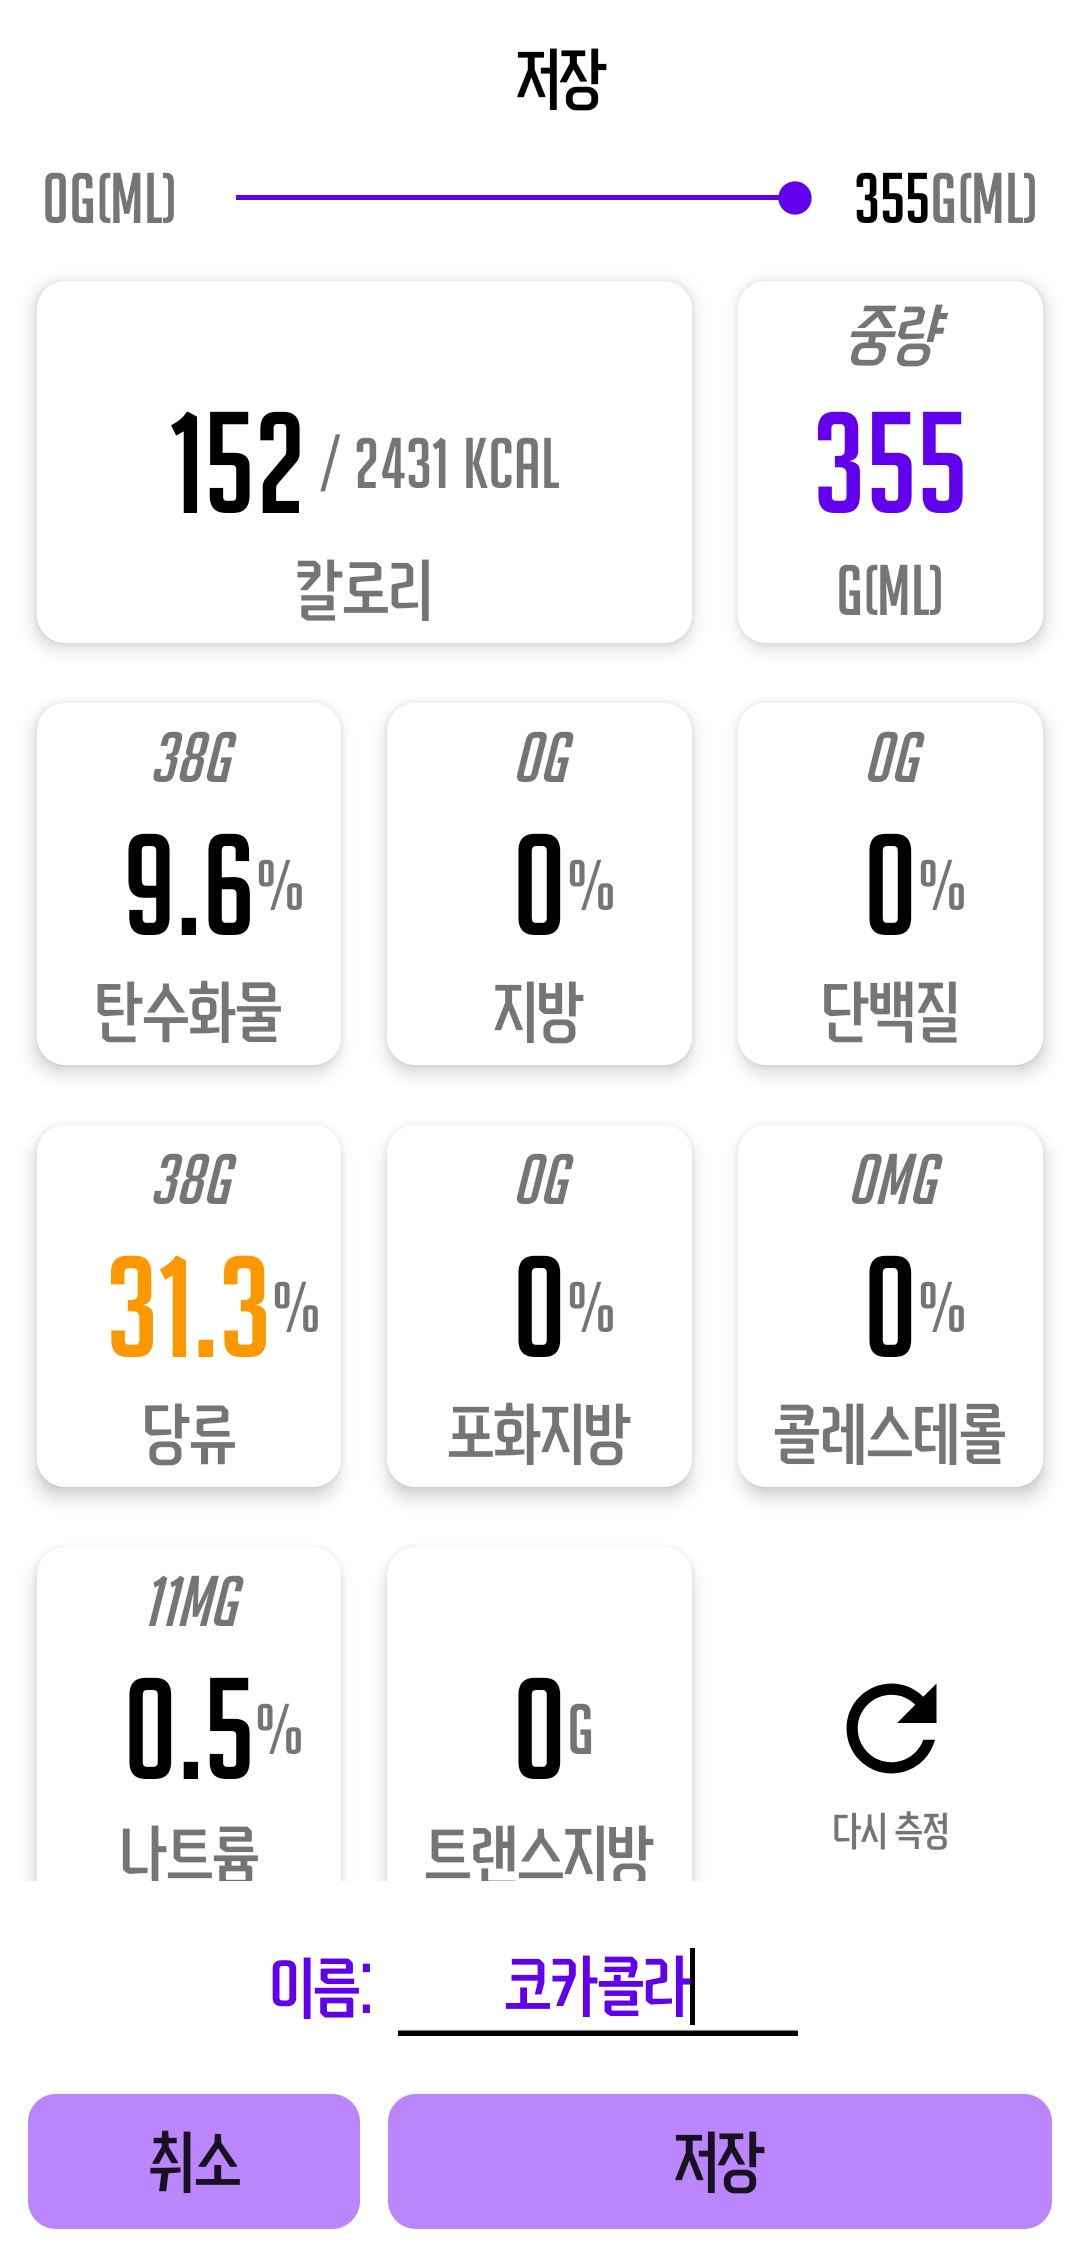 저장
0G(ML) 355G(ML)
152 / 2431 KCAL
칼로리
중량
355
G(ML)
38G
9.6%
탄수화물
0G
0%
지방
0G
0%
단백질
38G
31.3%
당류
0G
0%
포화지방
0MG
0%
콜레스테롤
11MG
0.5%
나트륨
0G
트랜스지방
다시 측정
이름: 코카콜라
취소
저장